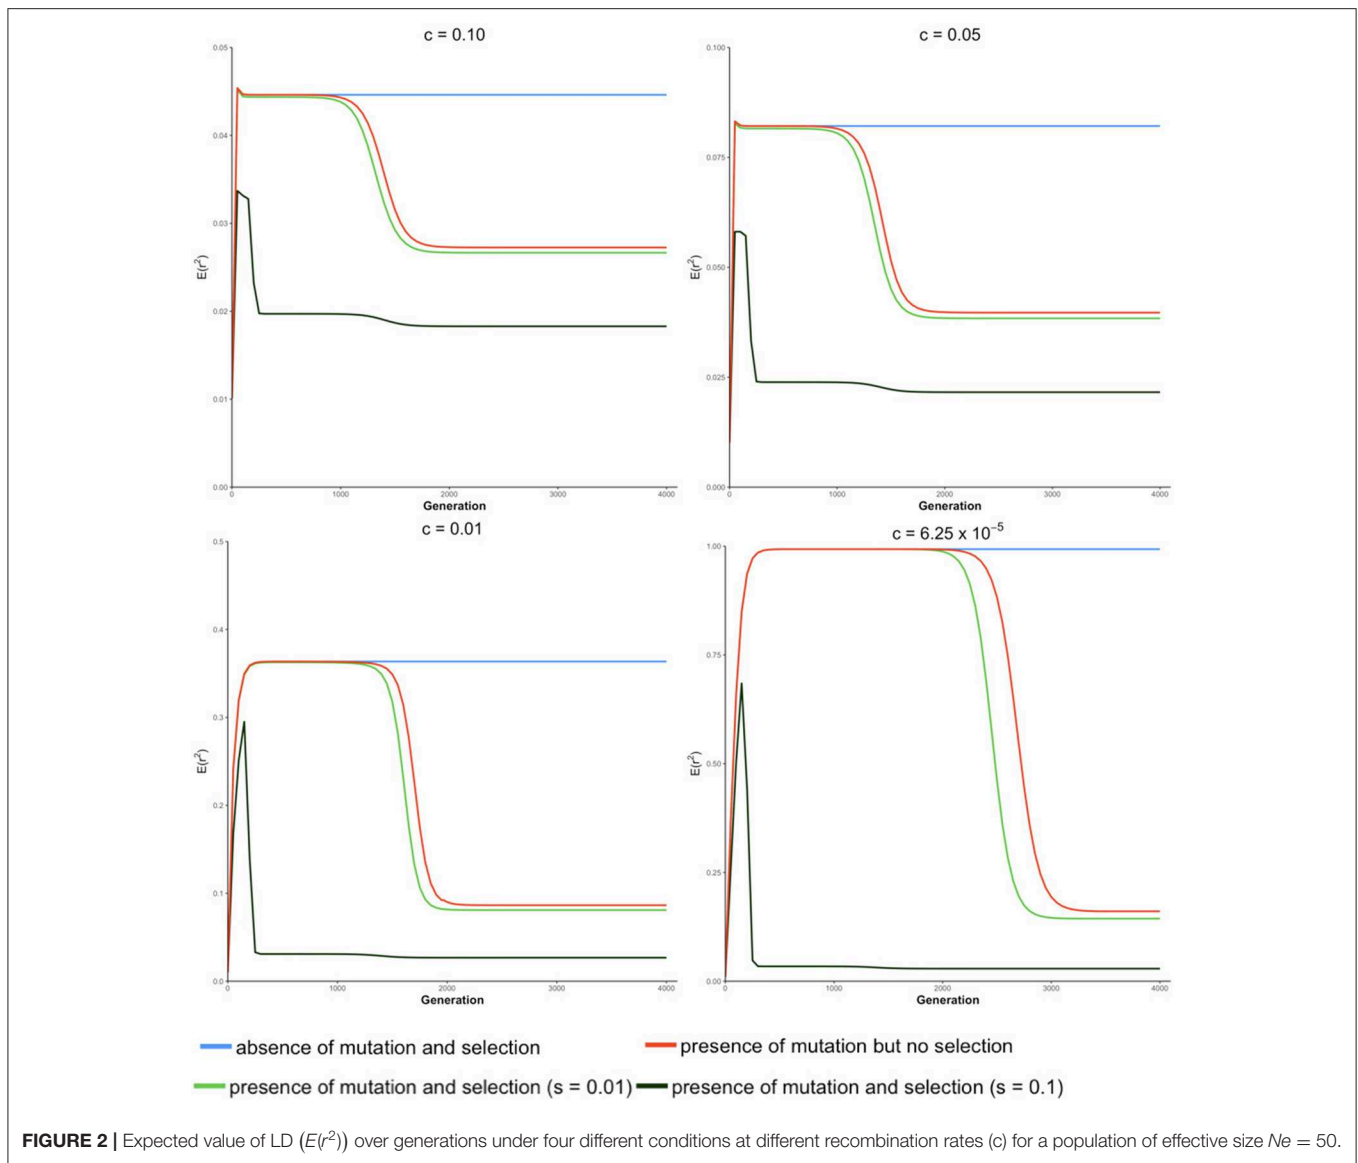 c = 0.10
0.05
0.04
0.03
0.02
0.01
0.00
E(r²)
0 1000 2000 3000 4000
Generation
c = 0.05
0.100
0.075
0.050
0.025
0.000
E(r²)
0 1000 2000 3000 4000
Generation
c = 0.01
0.5
0.4
0.3
0.2
0.1
0.0
E(r²)
0 1000 2000 3000 4000
Generation
c = 6.25 x 10⁻⁵
1.00
0.75
0.50
0.25
0.00
E(r²)
0 1000 2000 3000 4000
Generation
absence of mutation and selection
presence of mutation but no selection
presence of mutation and selection (s = 0.01)
presence of mutation and selection (s = 0.1)
FIGURE 2 | Expected value of LD (E(r²)) over generations under four different conditions at different recombination rates (c) for a population of effective size Ne = 50.